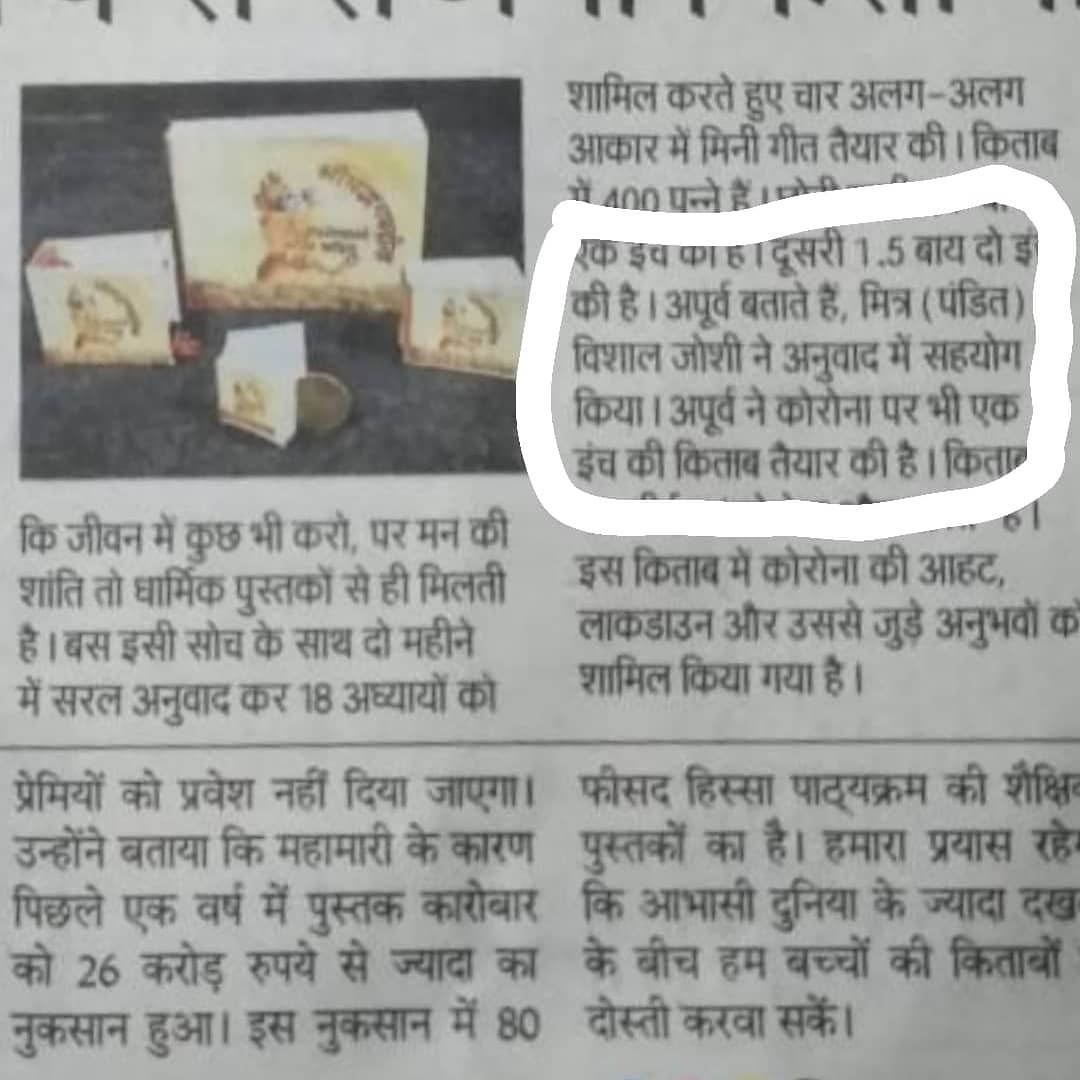 कि जीवन में कुछ भी करो, पर मन की
शांति तो धार्मिक पुस्तकों से ही मिलती
है। बस इसी सोच के साथ दो महीने
में सरल अनुवाद कर 18 अध्यायों को
शामिल करते हुए चार अलग-अलग
आकार में मिनी गीत तैयार की। किताब
में 400 पन्ने हैं।
एक इंच का है। दूसरी 1.5 बाय दो
की है। अपूर्व बताते हैं, मित्र (पंडित)
विशाल जोशी ने अनुवाद में सहयोग
किया। अपूर्व ने कोरोना पर भी एक
इंच की किताब तैयार की है। किताब
है।
इस किताब में कोरोना की आहट,
लाकडाउन और उससे जुड़े अनुभवों को
शामिल किया गया है।
प्रेमियों को प्रवेश नहीं दिया जाएगा।
उन्होंने बताया कि महामारी के कारण
पिछले एक वर्ष में पुस्तक कारोबार
को 26 करोड़ रुपये से ज्यादा का
नुकसान हुआ। इस नुकसान में 80
फीसद हिस्सा पाठ्यक्रम की
पुस्तकों का है। हमारा प्रयास
कि आभासी दुनिया के ज्यादा
के बीच हम बच्चों की किताबों
दोस्ती करवा सकें।